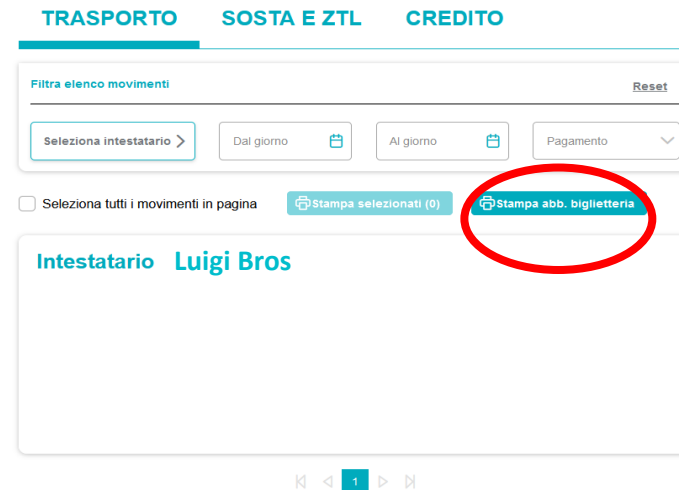 TRASPORTO SOSTA E ZTL CREDITO
Filtra elenco movimenti Reset
Seleziona intestatario Dal giorno Al giorno Pagamento
Seleziona tutti i movimenti in pagina Stampa selezionati (0) Stampa abb. biglietteria
Intestatario Luigi Bros
1